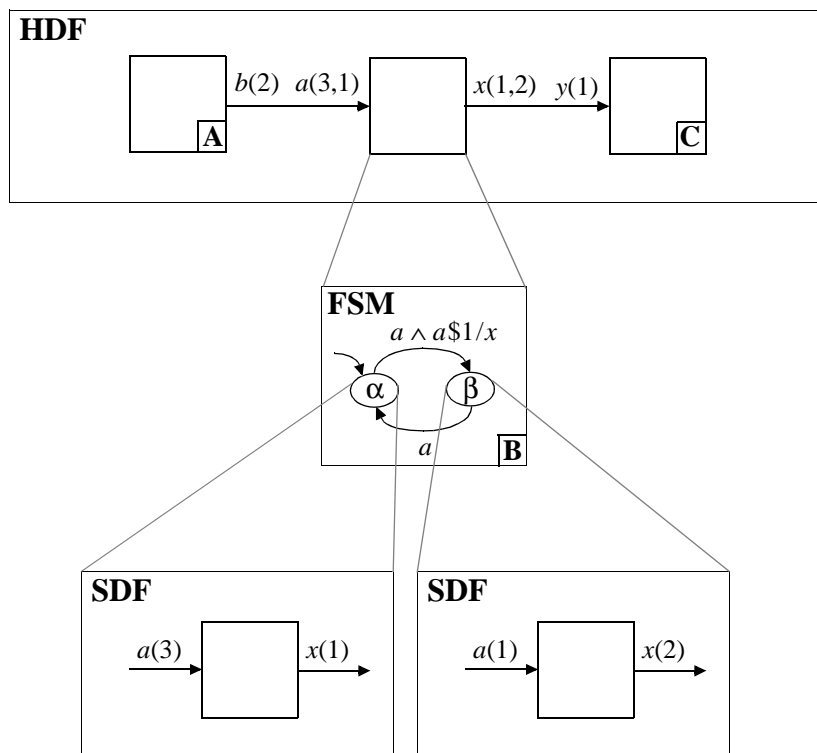 HDF
b(2) a(3,1) x(1,2) y(1)
A C
FSM
a ∧ a$1/x
α β
a
B
SDF SDF
a(3) x(1) a(1) x(2)